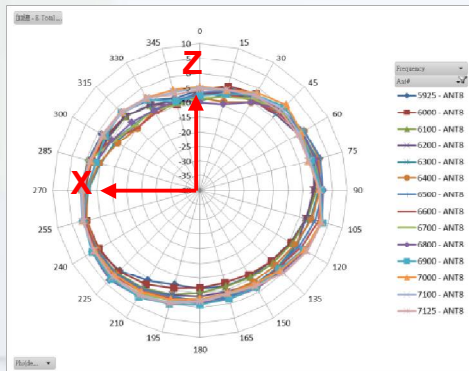 Total...
0
345
15
330
30
315
45
300
60
285
75
270
90
255
105
240
120
225
135
210
150
195
165
180
10
5
0
-5
-10
-15
-20
-25
-30
-35
Z
X
Frequency
Ant#
5925 - ANT8
6000 - ANT8
6100 - ANT8
6200 - ANT8
6300 - ANT8
6400 - ANT8
6500 - ANT8
6600 - ANT8
6700 - ANT8
6800 - ANT8
6900 - ANT8
7000 - ANT8
7100 - ANT8
7125 - ANT8